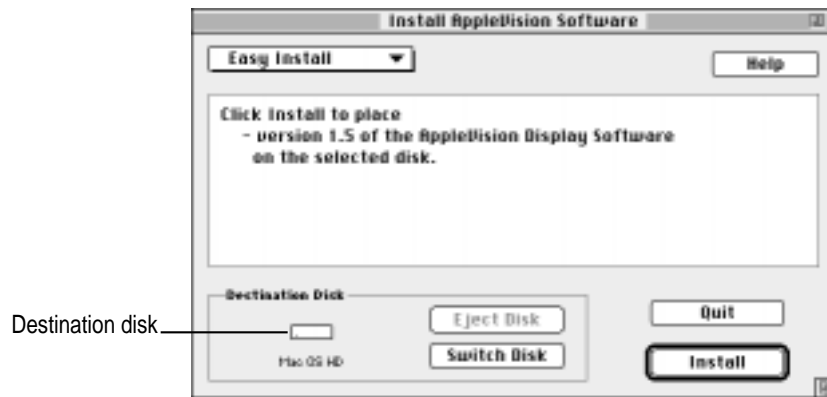 Install AppleVision Software
Easy Install
Help
Click Install to place
- version 1.5 of the AppleVision Display Software
on the selected disk.
Destination Disk
Destination disk
Eject Disk
Quit
Mac OS HD
Switch Disk
Install